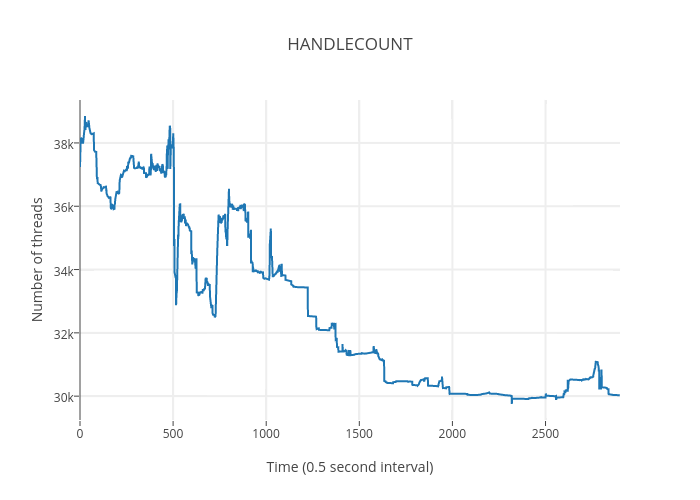 HANDLECOUNT
38k
36k
34k
32k
30k
Number of threads
0 500 1000 1500 2000 2500
Time (0.5 second interval)